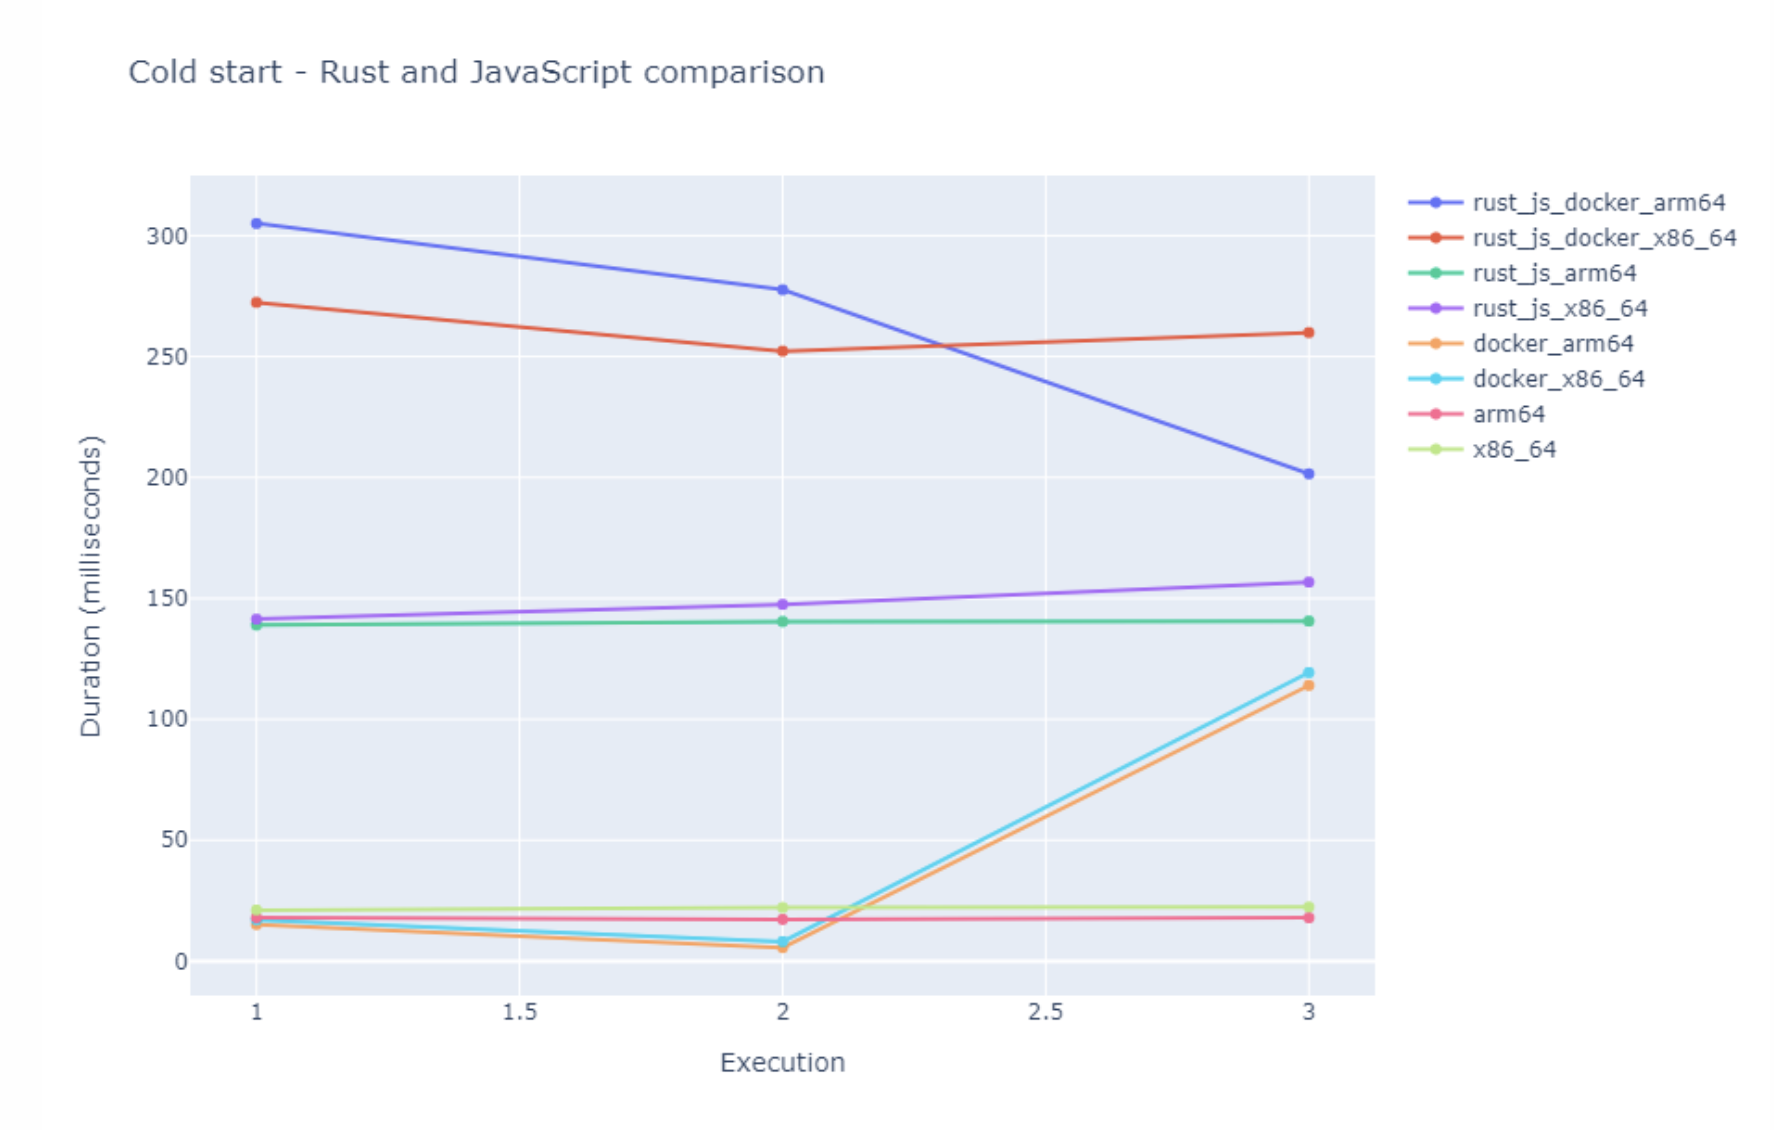 Cold start - Rust and JavaScript comparison
rust_js_docker_arm64
rust_js_docker_x86_64
rust_js_arm64
rust_js_x86_64
docker_arm64
docker_x86_64
arm64
x86_64
Duration (milliseconds)
300
250
200
150
100
50
0
1
1.5
2
2.5
3
Execution